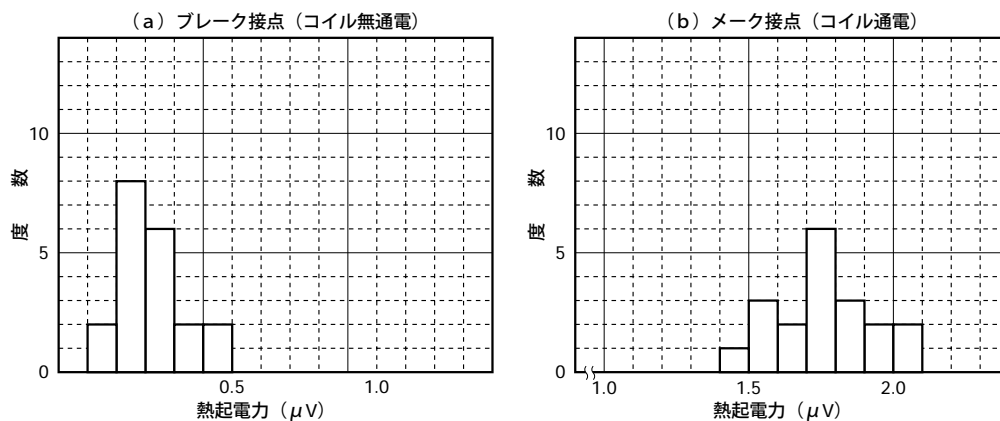 （a）ブレーク接点（コイル無通電）
10
5
0
度 数
0.5
1.0
熱起電力（μV）
（b）メーク接点（コイル通電）
10
5
0
度 数
1.0
1.5
2.0
熱起電力（μV）